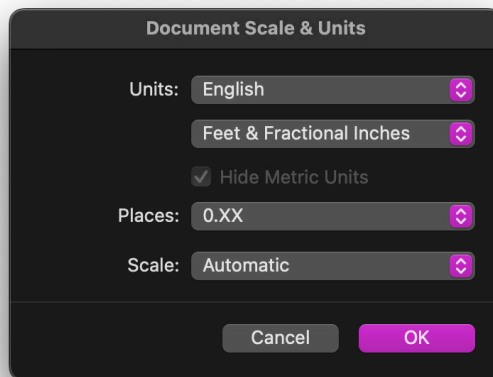 Document Scale & Units
Units: English
Feet & Fractional Inches
Hide Metric Units
Places: 0.XX
Scale: Automatic
Cancel OK